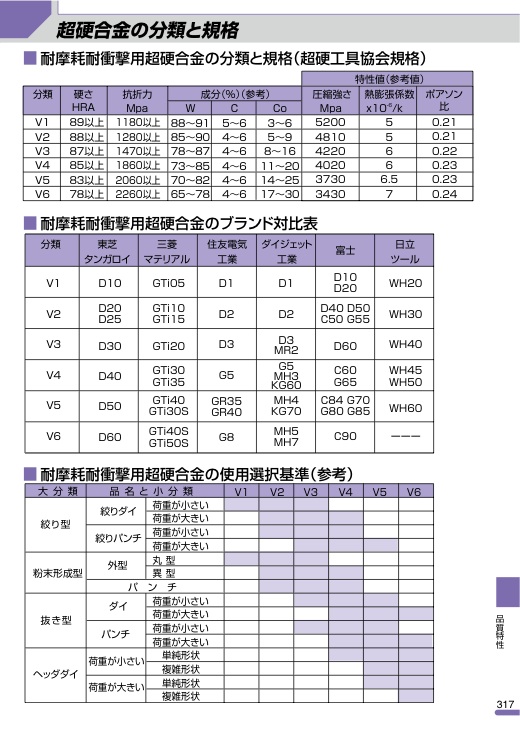 超硬合金の分類と規格
■耐摩耗耐衝撃用超硬合金の分類と規格（超硬工具協会規格）
分類 硬さ HRA 抗折力 Mpa 成分(%)(参考) 特性値(参考値)
W C Co 圧縮強さ Mpa 熱膨張係数 x10⁻⁶/k ポアソン比
V1 89以上 1180以上 88～91 5～6 3～6 5200 5 0.21
V2 88以上 1280以上 85～90 4～6 5～9 4810 5 0.21
V3 87以上 1470以上 78～87 4～6 8～16 4220 6 0.22
V4 85以上 1860以上 73～85 4～6 11～20 4020 6 0.23
V5 83以上 2060以上 70～82 4～6 14～25 3730 6.5 0.23
V6 78以上 2260以上 65～78 4～6 17～30 3430 7 0.24
■耐摩耗耐衝撃用超硬合金のブランド対比表
分類 東芝タンガロイ 三菱マテリアル 住友電気工業 ダイジェット工業 富士 日立ツール
V1 D10 GTi05 D1 D1 D10 D20 WH20
V2 D20 D25 GTi10 GTi15 D2 D2 D40 D50 C50 G55 WH30
V3 D30 GTi20 D3 D3 MR2 D60 WH40
V4 D40 GTi30 GTi35 G5 G5 MH3 KG60 C60 G65 WH45 WH50
V5 D50 GTi40 GTi30S GR35 GR40 MH4 KG70 C84 G70 G80 G85 WH60
V6 D60 GTi40S GTi50S G8 MH5 MH7 C90 ーーー
■耐摩耗耐衝撃用超硬合金の使用選択基準（参考）
大分類 品名と小分類 V1 V2 V3 V4 V5 V6
絞り型 絞りダイ 荷重が小さい
荷重が大きい
絞りパンチ 荷重が小さい
荷重が大きい
粉末形成型 外型 丸型
異型
パンチ
抜き型 ダイ 荷重が小さい
荷重が大きい
パンチ 荷重が小さい
荷重が大きい
ヘッダダイ 荷重が小さい 単純形状
複雑形状
荷重が大きい 単純形状
複雑形状
品質特性
317